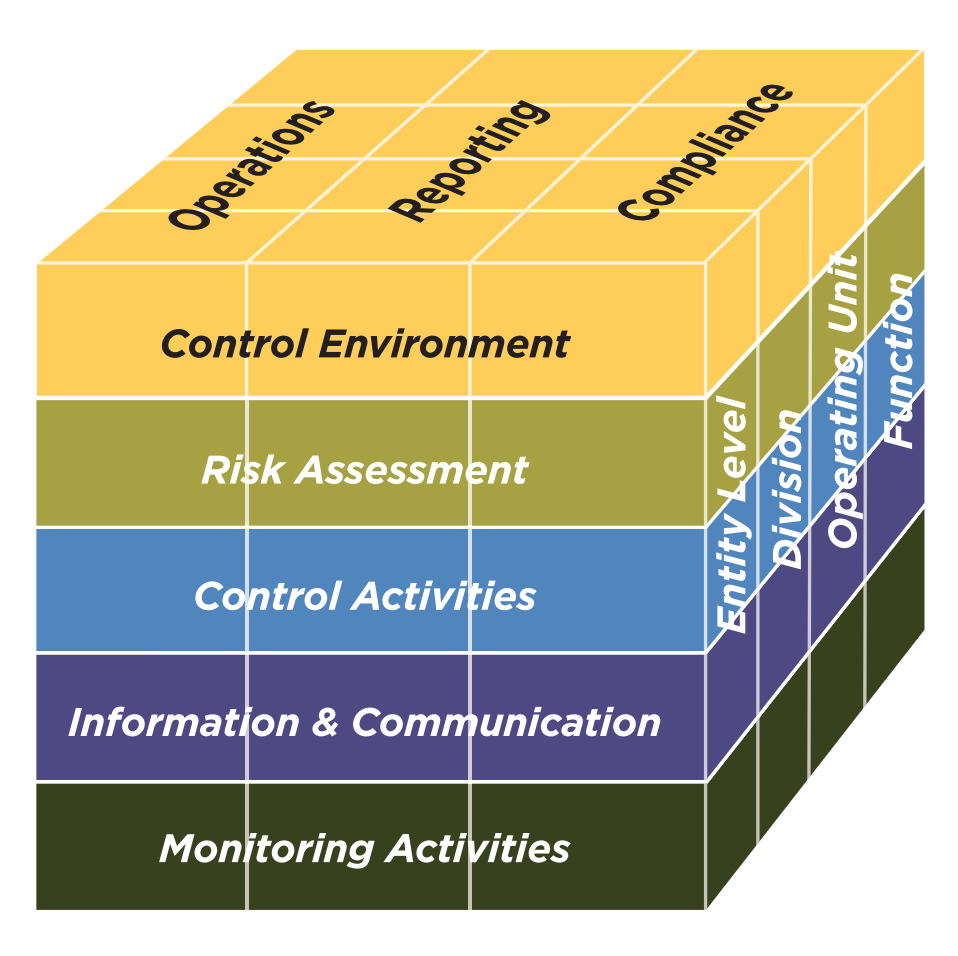 Operations
Reporting
Compliance
Control Environment
Risk Assessment
Control Activities
Information & Communication
Monitoring Activities
Entity Level
Division
Operating Unit
Function